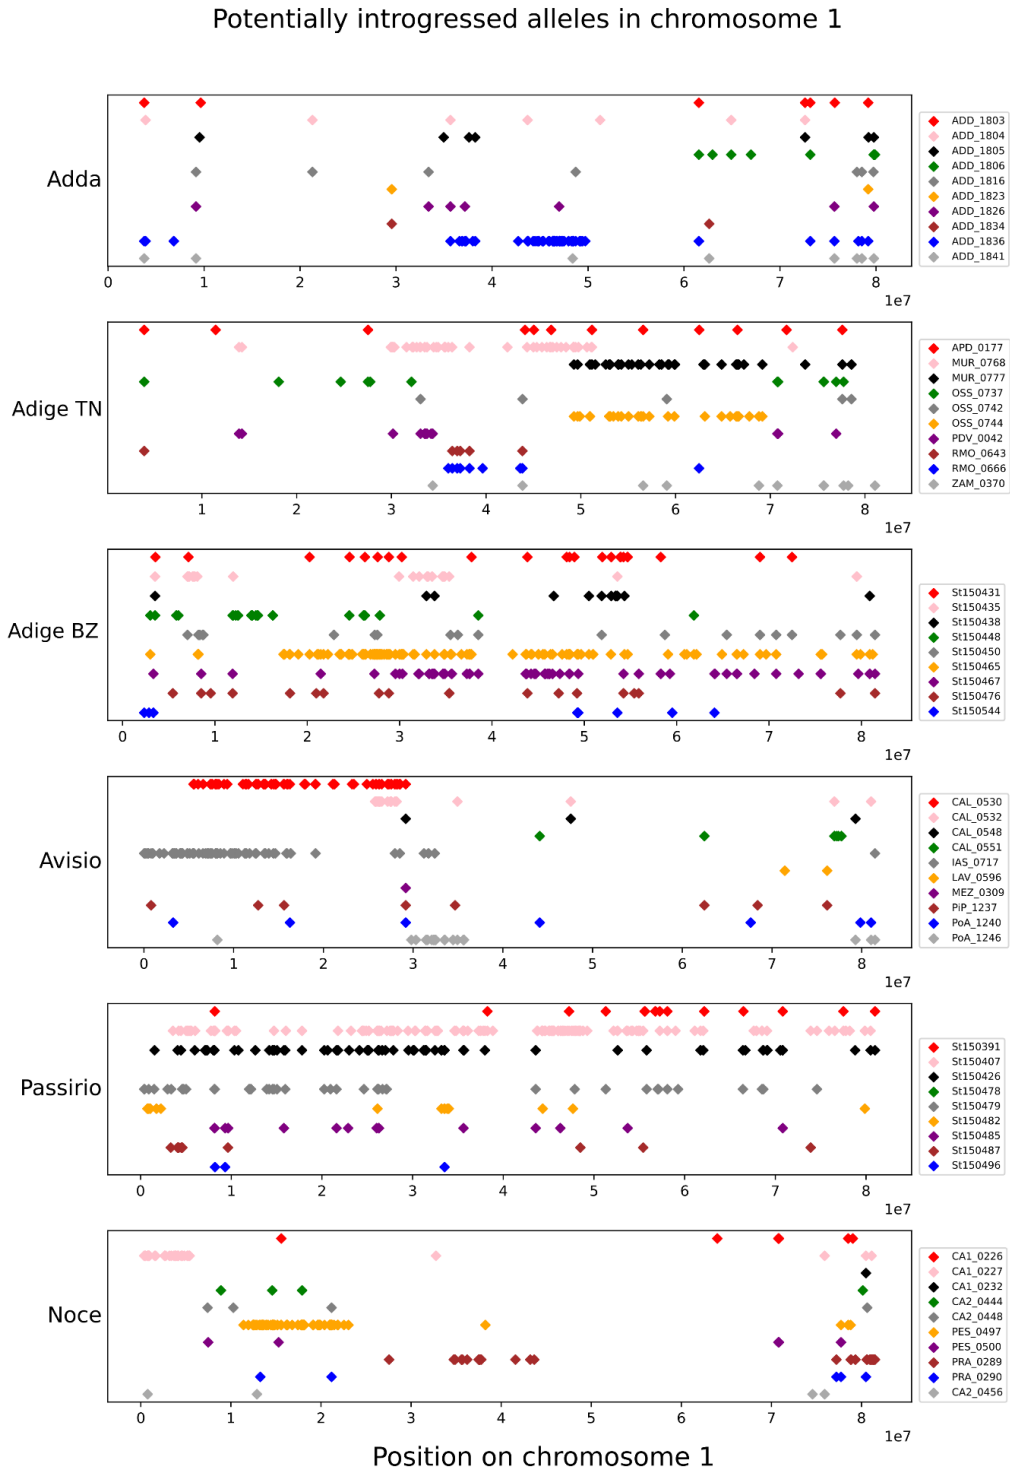 Potentially introgressed alleles in chromosome 1
Adda
ADD_1803
ADD_1804
ADD_1805
ADD_1806
ADD_1816
ADD_1823
ADD_1826
ADD_1834
ADD_1836
ADD_1841
0 1 2 3 4 5 6 7 8
1e7
Adige TN
APD_0177
MUR_0768
MUR_0777
OSS_0737
OSS_0742
OSS_0744
PDV_0042
RMO_0643
RMO_0666
ZAM_0370
1 2 3 4 5 6 7 8
1e7
Adige BZ
St150431
St150435
St150438
St150448
St150450
St150465
St150467
St150476
St150544
0 1 2 3 4 5 6 7 8
1e7
Avisio
CAL_0530
CAL_0532
CAL_0548
CAL_0551
IAS_0717
LAV_0596
MEZ_0309
PiP_1237
PoA_1240
PoA_1246
0 1 2 3 4 5 6 7 8
1e7
Passirio
St150391
St150407
St150426
St150478
St150479
St150482
St150485
St150487
St150496
0 1 2 3 4 5 6 7 8
1e7
Noce
CA1_0226
CA1_0227
CA1_0232
CA2_0444
CA2_0448
PES_0497
PES_0500
PRA_0289
PRA_0290
CA2_0456
0 1 2 3 4 5 6 7 8
1e7
Position on chromosome 1